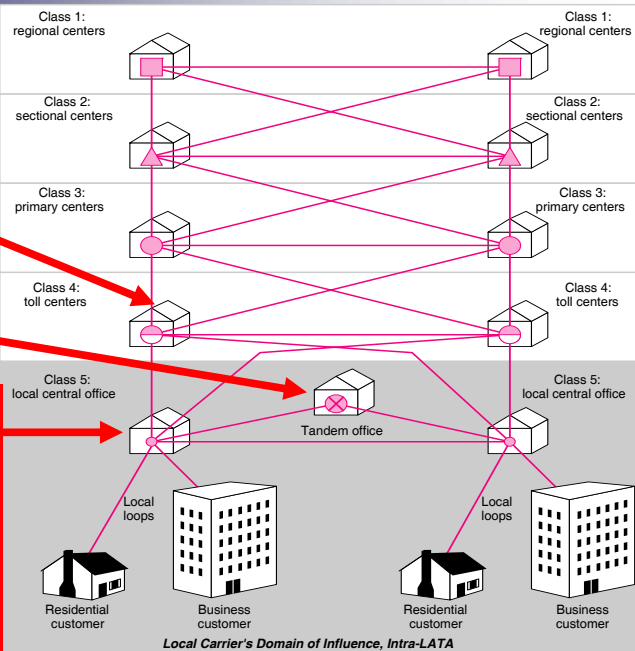 Class 1:
regional centers
Class 1:
regional centers
Class 2:
sectional centers
Class 2:
sectional centers
Class 3:
primary centers
Class 3:
primary centers
Class 4:
toll centers
Class 4:
toll centers
Class 5:
local central office
Class 5:
local central office
Tandem office
Local
loops
Local
loops
Residential
customer
Business
customer
Residential
customer
Business
customer
Local Carrier's Domain of Influence, Intra-LATA